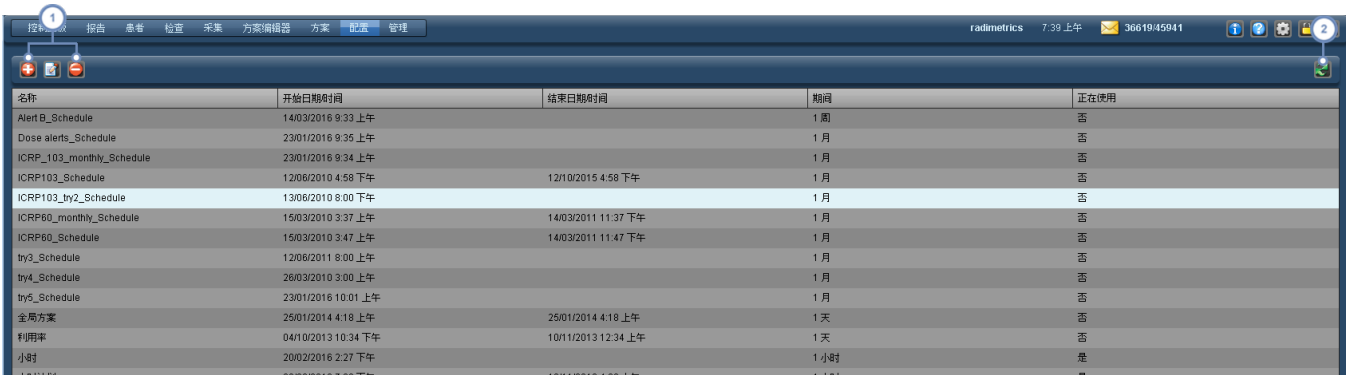 1
2
报告 患者 检查 采集 方案编辑器 方案 配置 管理 radimetrics 7:39 上午 36619/45941
名称 开始日期/时间 结束日期/时间 期间 正在使用
Alert B_Schedule 14/03/2016 9:33 上午 1 周 否
Dose alerts_Schedule 23/01/2016 9:35 上午 1 月 否
ICRP_103_monthly_Schedule 23/01/2016 9:34 上午 1 月 否
ICRP103_Schedule 12/06/2010 4:58 下午 12/10/2015 4:58 下午 1 月 否
ICRP103_try2_Schedule 13/06/2010 8:00 下午 1 月 否
ICRP60_monthly_Schedule 15/03/2010 3:37 上午 14/03/2011 11:37 下午 1 月 否
ICRP60_Schedule 15/03/2010 3:47 上午 14/03/2011 11:47 下午 1 月 否
try3_Schedule 12/06/2011 8:00 上午 1 月 否
try4_Schedule 26/03/2010 3:00 上午 1 月 否
try5_Schedule 23/01/2016 10:01 上午 1 月 否
全局方案 25/01/2014 4:18 上午 25/01/2014 4:18 上午 1 天 否
利用率 04/10/2013 10:34 下午 10/11/2013 12:34 上午 1 天 否
小时 20/02/2016 2:27 下午 1 小时 是